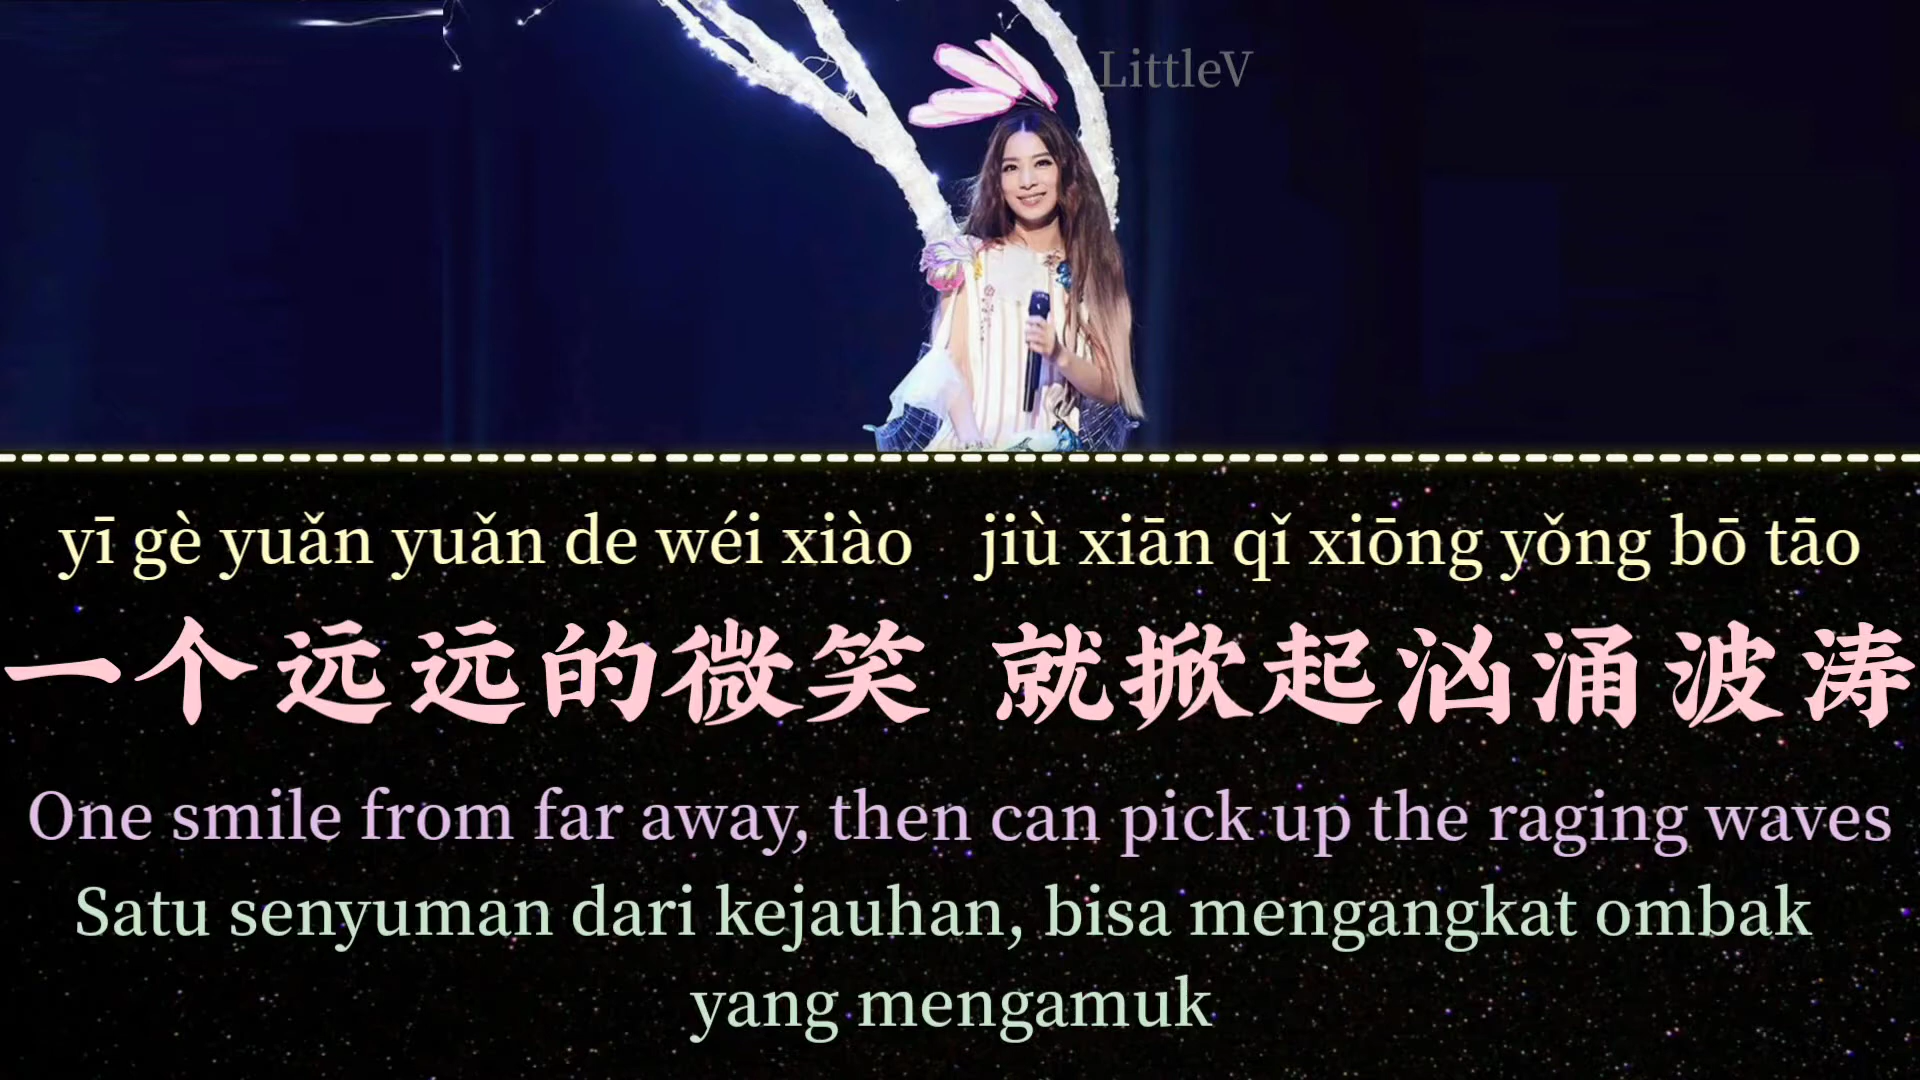 LittleV
yī gè yuǎn yuǎn de wéi xiào    jiù xiān qǐ xiōng yǒng bō tāo
一个远远的微笑 就掀起汹涌波涛
One smile from far away, then can pick up the raging waves
Satu senyuman dari kejauhan, bisa mengangkat ombak
yang mengamuk